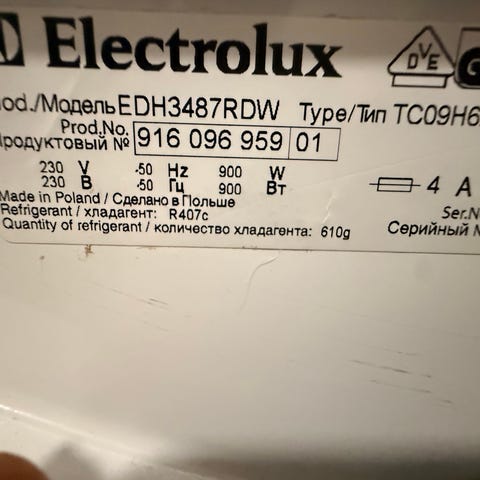 Electrolux
DVE
od./Модель EDH3487RDW Type/Тип TC09H6
Prod.No.
Продуктовый № 916 096 959 01
230 V ~50 Hz 900 W
230 В ~50 Гц 900 Вт
4 A
Made in Poland / Сделано в Польше
Refrigerant / хладагент: R407c
Quantity of refrigerant / количество хладагента: 610g
Ser.N
Серийный №